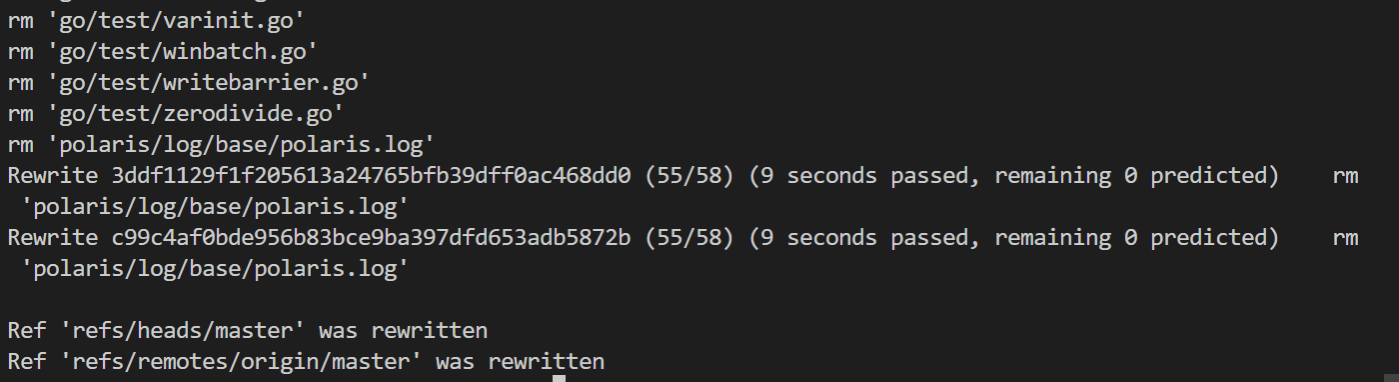 rm 'go/test/varinit.go'
rm 'go/test/winbatch.go'
rm 'go/test/writebarrier.go'
rm 'go/test/zerodivide.go'
rm 'polaris/log/base/polaris.log'
Rewrite 3ddf1129f1f205613a24765bfb39dff0ac468dd0 (55/58) (9 seconds passed, remaining 0 predicted)    rm
 'polaris/log/base/polaris.log'
Rewrite c99c4af0bde956b83bce9ba397dfd653adb5872b (55/58) (9 seconds passed, remaining 0 predicted)    rm
 'polaris/log/base/polaris.log'

Ref 'refs/heads/master' was rewritten
Ref 'refs/remotes/origin/master' was rewritten